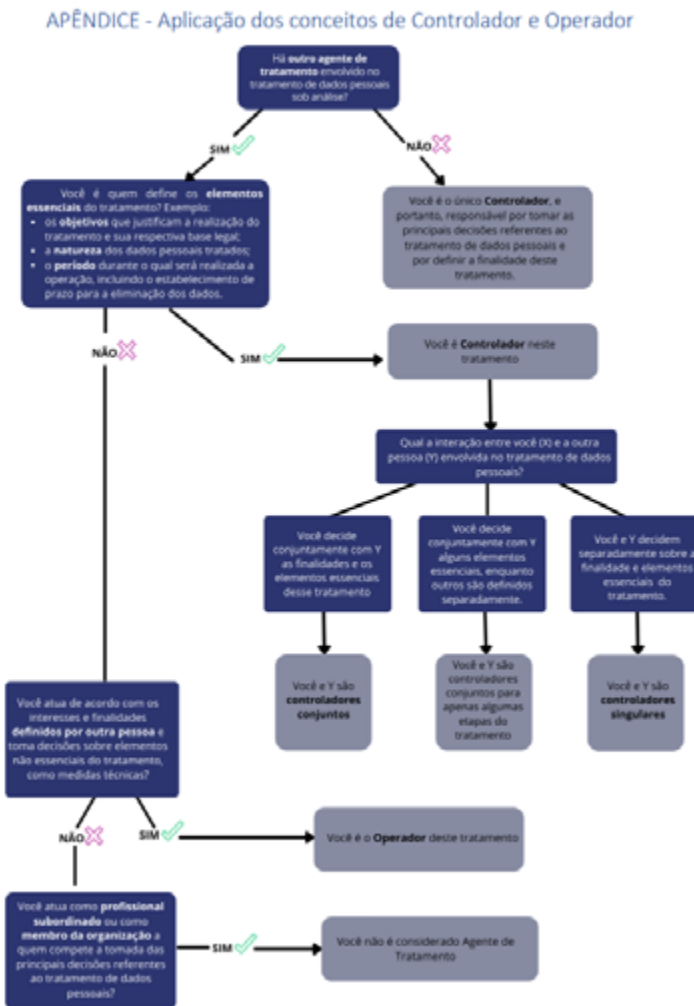 APÊNDICE - Aplicação dos conceitos de Controlador e Operador
Há outro agente de
tratamento envolvido no
tratamento de dados pessoais
sob análise?
SIM
NÃO
Você é quem define os elementos
essenciais do tratamento? Exemplo:
• os objetivos que justificam a realização do
tratamento e sua respectiva base legal;
• a natureza dos dados pessoais tratados;
• o período durante o qual será realizada a
operação, incluindo o estabelecimento de
prazo para a eliminação dos dados.
Você é o único Controlador, e
portanto, responsável por tomar as
principais decisões referentes ao
tratamento de dados pessoais e
por definir a finalidade deste
tratamento.
NÃO
SIM
Você é Controlador neste
tratamento
Qual a interação entre você (X) e a outra
pessoa (Y) envolvida no tratamento de dados
pessoais?
Você decide
conjuntamente com Y
as finalidades e os
elementos essenciais
desse tratamento
Você decide
conjuntamente com Y
alguns elementos
essenciais, enquanto
outros são definidos
separadamente.
Você e Y decidem
separadamente sobre a
finalidade e elementos
essenciais do
tratamento.
Você e Y são
controladores
conjuntos
Você e Y são
controladores
conjuntos para
apenas algumas
etapas do
tratamento
Você e Y são
controladores
singulares
Você atua de acordo com os
interesses e finalidades
definidos por outra pessoa e
toma decisões sobre elementos
não essenciais do tratamento,
como medidas técnicas?
NÃO
SIM
Você é o Operador deste tratamento
Você atua como profissional
subordinado ou como
membro da organização a
quem compete a tomada das
principais decisões referentes
ao tratamento de dados
pessoais?
SIM
Você não é considerado Agente de
Tratamento